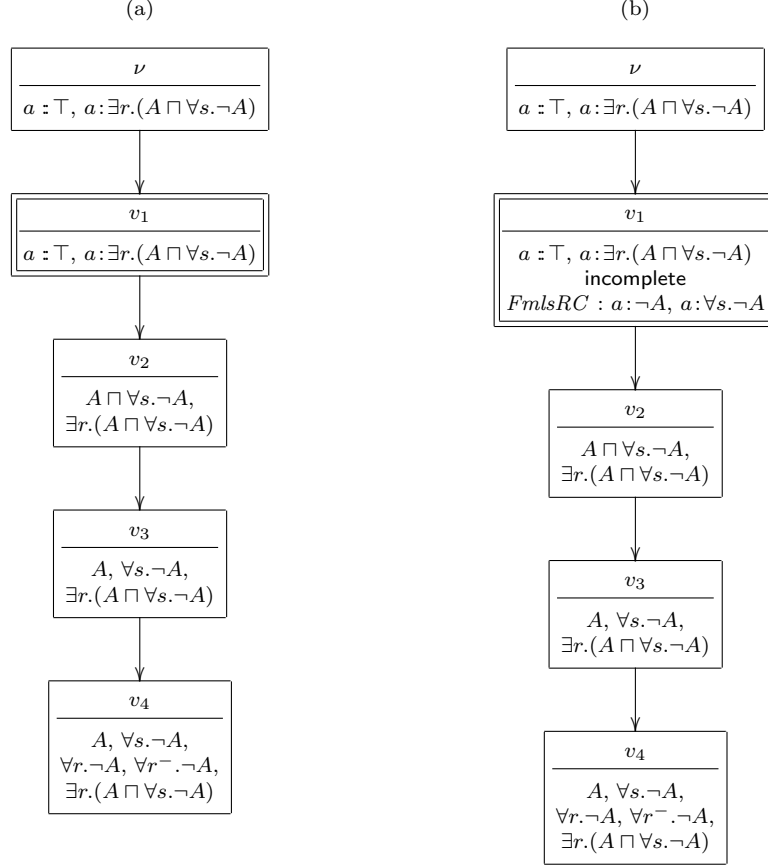 (a)
ν
a :: ⊤, a:∃r.(A ⊓ ∀s.¬A)
v1
a :: ⊤, a:∃r.(A ⊓ ∀s.¬A)
v2
A ⊓ ∀s.¬A,
∃r.(A ⊓ ∀s.¬A)
v3
A, ∀s.¬A,
∃r.(A ⊓ ∀s.¬A)
v4
A, ∀s.¬A,
∀r.¬A, ∀r⁻.¬A,
∃r.(A ⊓ ∀s.¬A)
(b)
ν
a :: ⊤, a:∃r.(A ⊓ ∀s.¬A)
v1
a :: ⊤, a:∃r.(A ⊓ ∀s.¬A)
incomplete
FmlsRC : a:¬A, a:∀s.¬A
v2
A ⊓ ∀s.¬A,
∃r.(A ⊓ ∀s.¬A)
v3
A, ∀s.¬A,
∃r.(A ⊓ ∀s.¬A)
v4
A, ∀s.¬A,
∀r.¬A, ∀r⁻.¬A,
∃r.(A ⊓ ∀s.¬A)